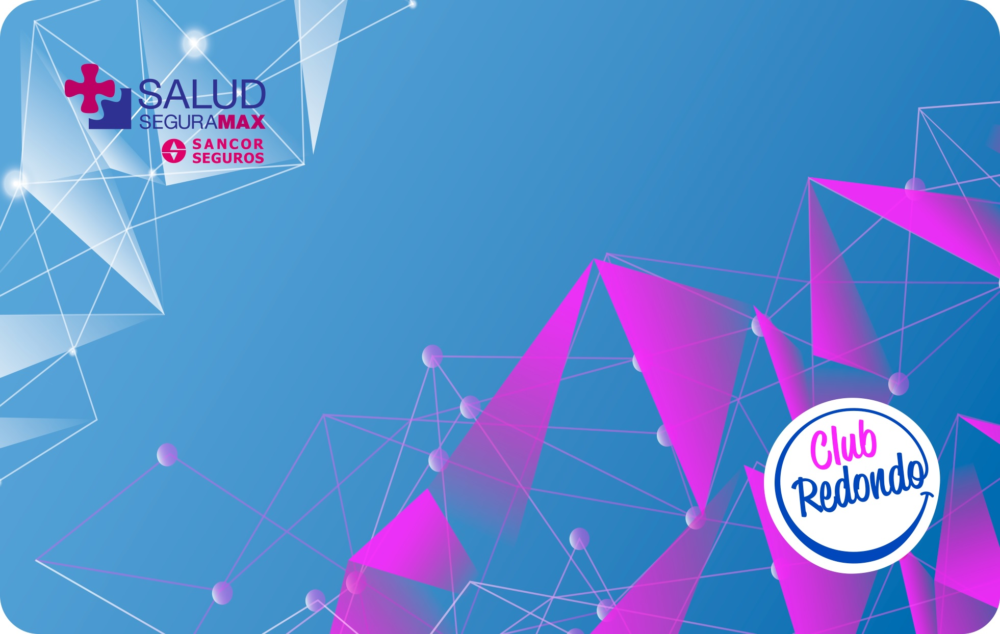 SALUD
SEGURAMAX
SANCOR
SEGUROS
Club
Redondo